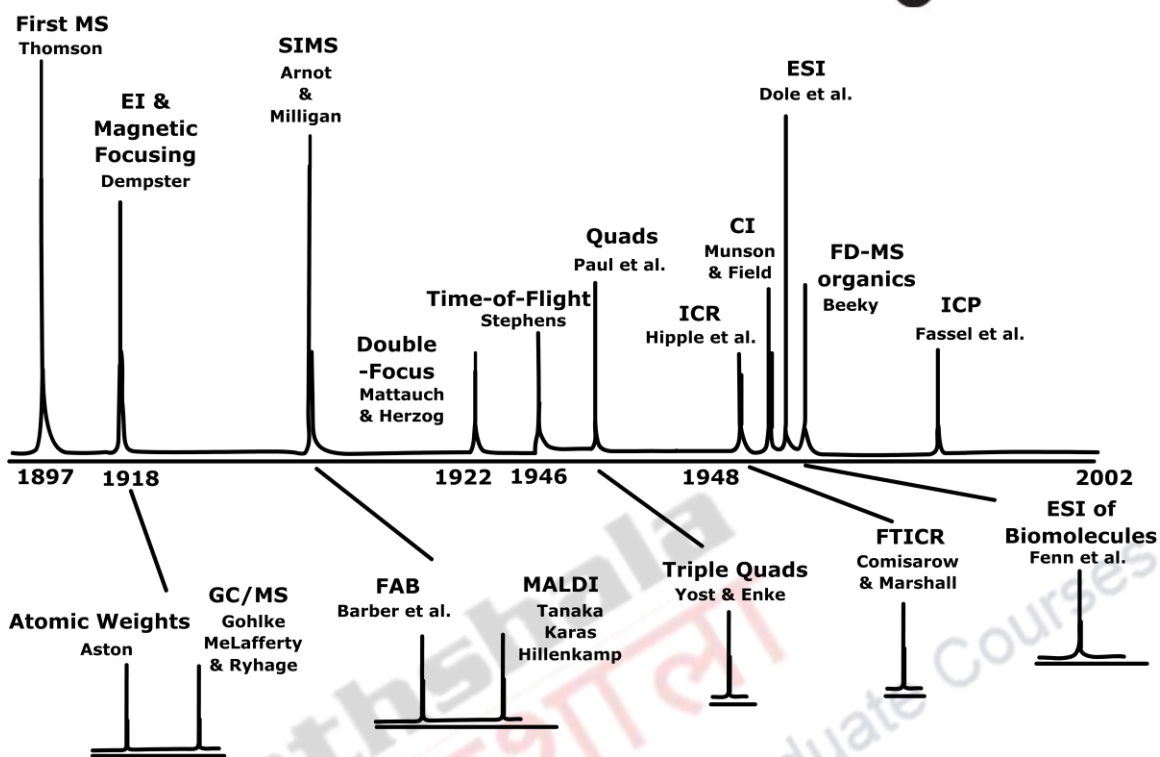 First MS
Thomson
EI &
Magnetic
Focusing
Dempster
SIMS
Arnot
&
Milligan
Double
-Focus
Mattauch
& Herzog
Time-of-Flight
Stephens
Quads
Paul et al.
ICR
Hipple et al.
CI
Munson
& Field
ESI
Dole et al.
FD-MS
organics
Beeky
ICP
Fassel et al.
1897 1918 1922 1946 1948 2002
Atomic Weights
Aston
GC/MS
Gohlke
MeLafferty
& Ryhage
FAB
Barber et al.
MALDI
Tanaka
Karas
Hillenkamp
Triple Quads
Yost & Enke
FTICR
Comisarow
& Marshall
ESI of
Biomolecules
Fenn et al.
thshala
शाला
duate Courses